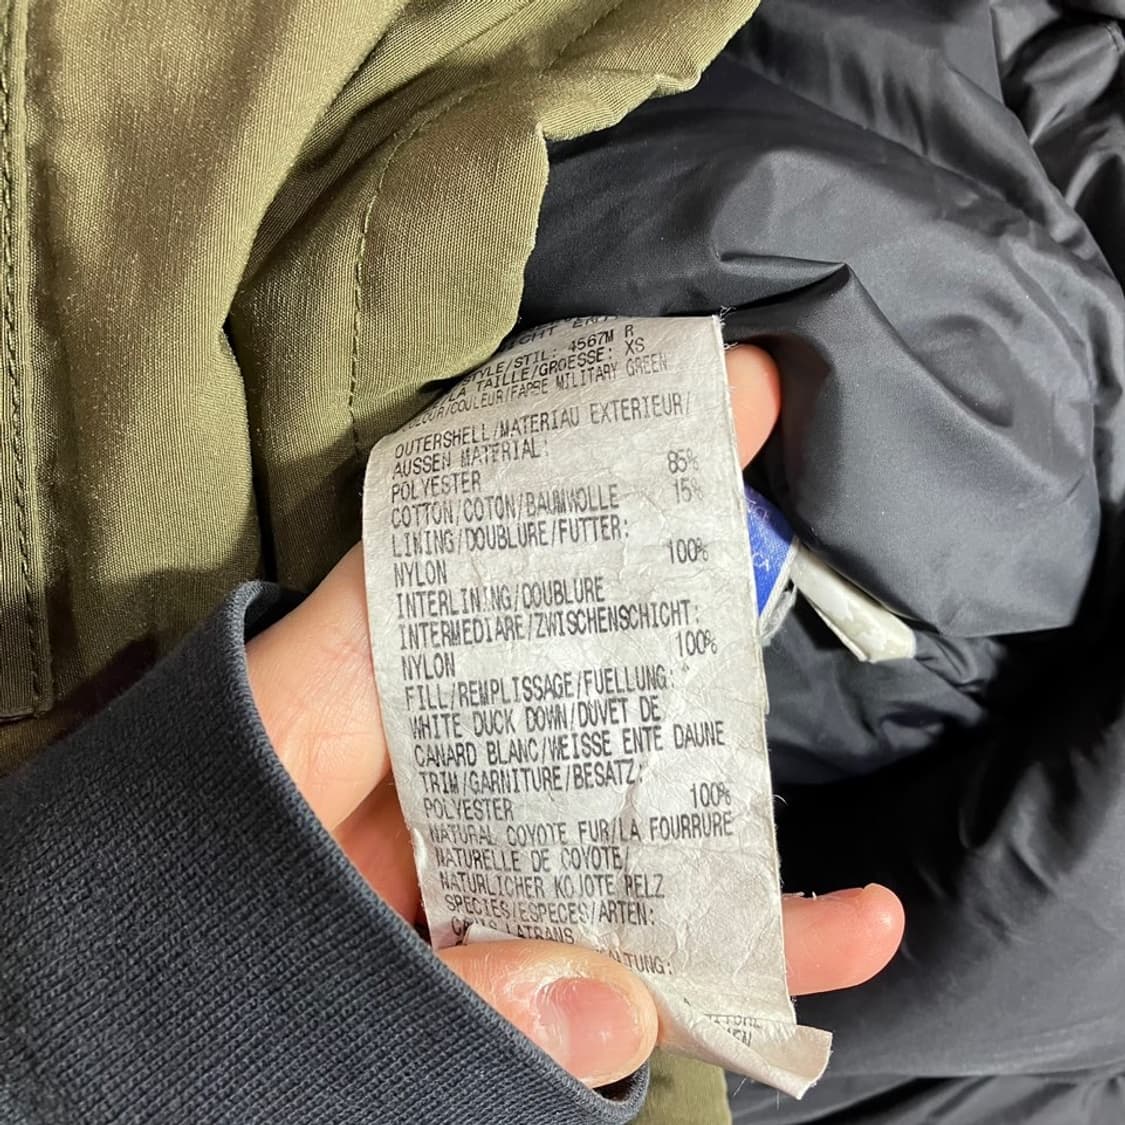 STYLE/STIL: 4567M R
LA TAILLE/GROESSE: XS
COULEUR/FARBE MILITARY GREEN
OUTERSHELL/MATERIAU EXTERIEUR/
AUSSEN MATERIAL:
POLYESTER 85%
COTTON/COTON/BAUMWOLLE 15%
LINING/DOUBLURE/FUTTER:
NYLON 100%
INTERLINING/DOUBLURE
INTERMEDIARE/ZWISCHENSCHICHT:
NYLON 100%
FILL/REMPLISSAGE/FUELLUNG:
WHITE DUCK DOWN/DUVET DE
CANARD BLANC/WEISSE ENTE DAUNE
TRIM/GARNITURE/BESATZ:
POLYESTER 100%
NATURAL COYOTE FUR/LA FOURRURE
NATURELLE DE COYOTE/
NATURLICHER KOJOTE PELZ
SPECIES/ESPECES/ARTEN:
CANIS LATRANS